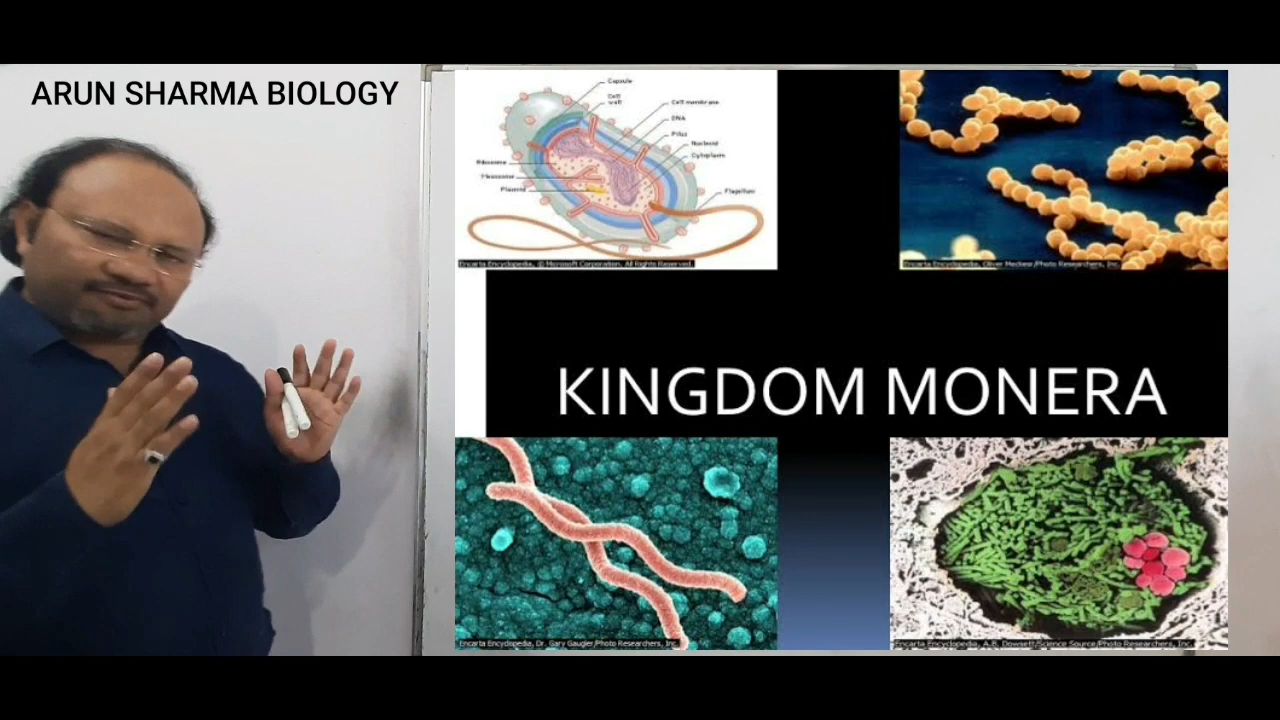 ARUN SHARMA BIOLOGY
Capsule
Cell
wall
Cell membrane
DNA
Pilus
Nucleoid
Cytoplasm
Ribosome
Mesosome
Plasmid
Flagellum
Encarta Encyclopedia, © Microsoft Corporation. All Rights Reserved.
Encarta Encyclopedia, Oliver Meckes/Photo Researchers, Inc.
KINGDOM MONERA
Encarta Encyclopedia, Dr. Gary Gaugler/Photo Researchers, Inc.
Encarta Encyclopedia, A.B. Dowsett/Science Source/Photo Researchers, Inc.